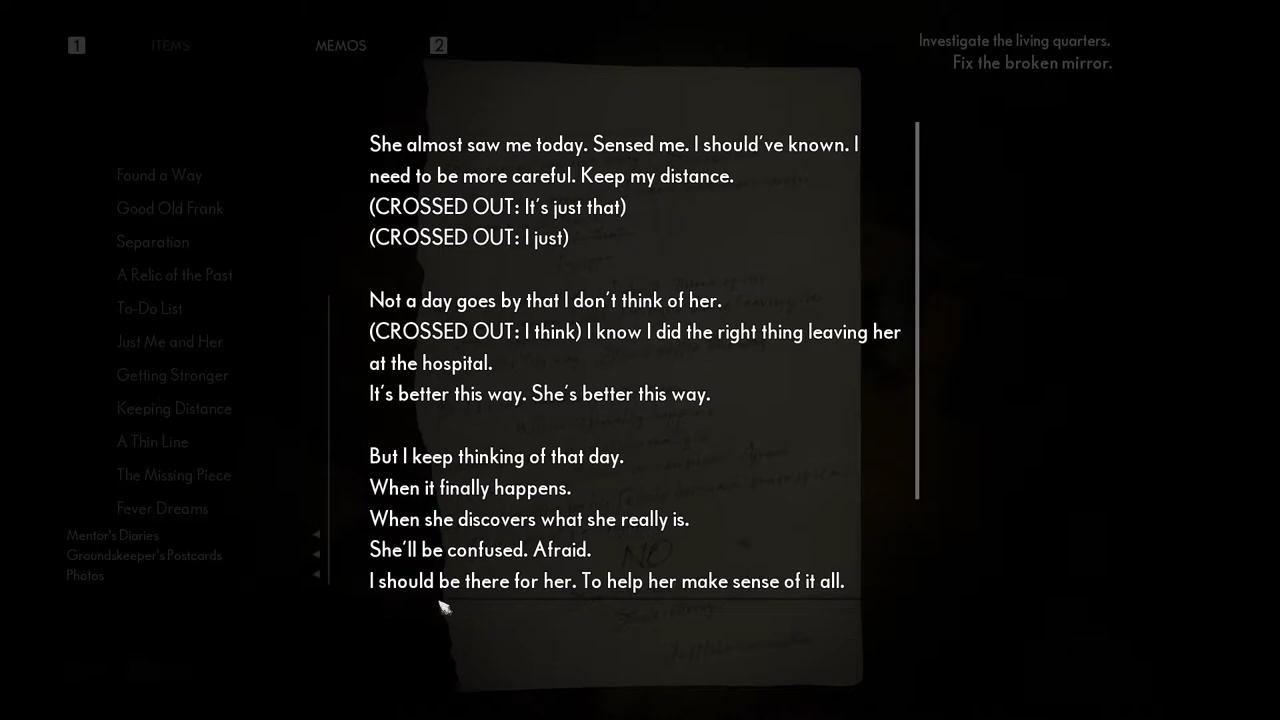 1
ITEMS
MEMOS
2
Investigate the living quarters.
Fix the broken mirror.
Found a Way
Good Old Frank
Separation
A Relic of the Past
To-Do List
Just Me and Her
Getting Stronger
Keeping Distance
A Thin Line
The Missing Piece
Fever Dreams
Mentor's Diaries
Groundskeeper's Postcards
Photos
She almost saw me today. Sensed me. I should've known. I
need to be more careful. Keep my distance.
(CROSSED OUT: It's just that)
(CROSSED OUT: I just)
Not a day goes by that I don't think of her.
(CROSSED OUT: I think) I know I did the right thing leaving her
at the hospital.
It's better this way. She's better this way.
But I keep thinking of that day.
When it finally happens.
When she discovers what she really is.
She'll be confused. Afraid.
I should be there for her. To help her make sense of it all.
NO